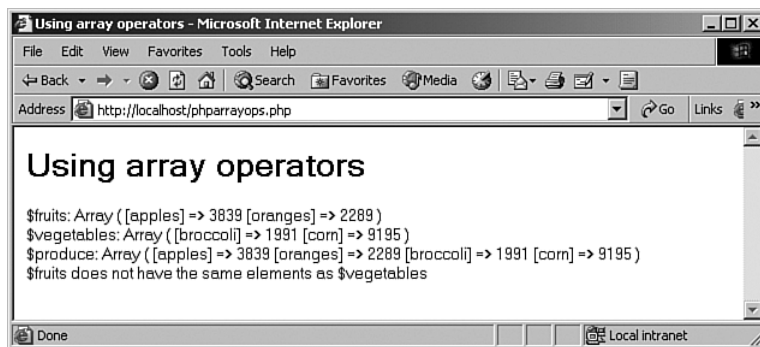 Using array operators - Microsoft Internet Explorer
File Edit View Favorites Tools Help
Back Search Favorites Media
Address http://localhost/phparrayops.php Go Links »
Using array operators
$fruits: Array ( [apples] => 3839 [oranges] => 2289 )
$vegetables: Array ( [broccoli] => 1991 [corn] => 9195 )
$produce: Array ( [apples] => 3839 [oranges] => 2289 [broccoli] => 1991 [corn] => 9195 )
$fruits does not have the same elements as $vegetables
Done Local intranet